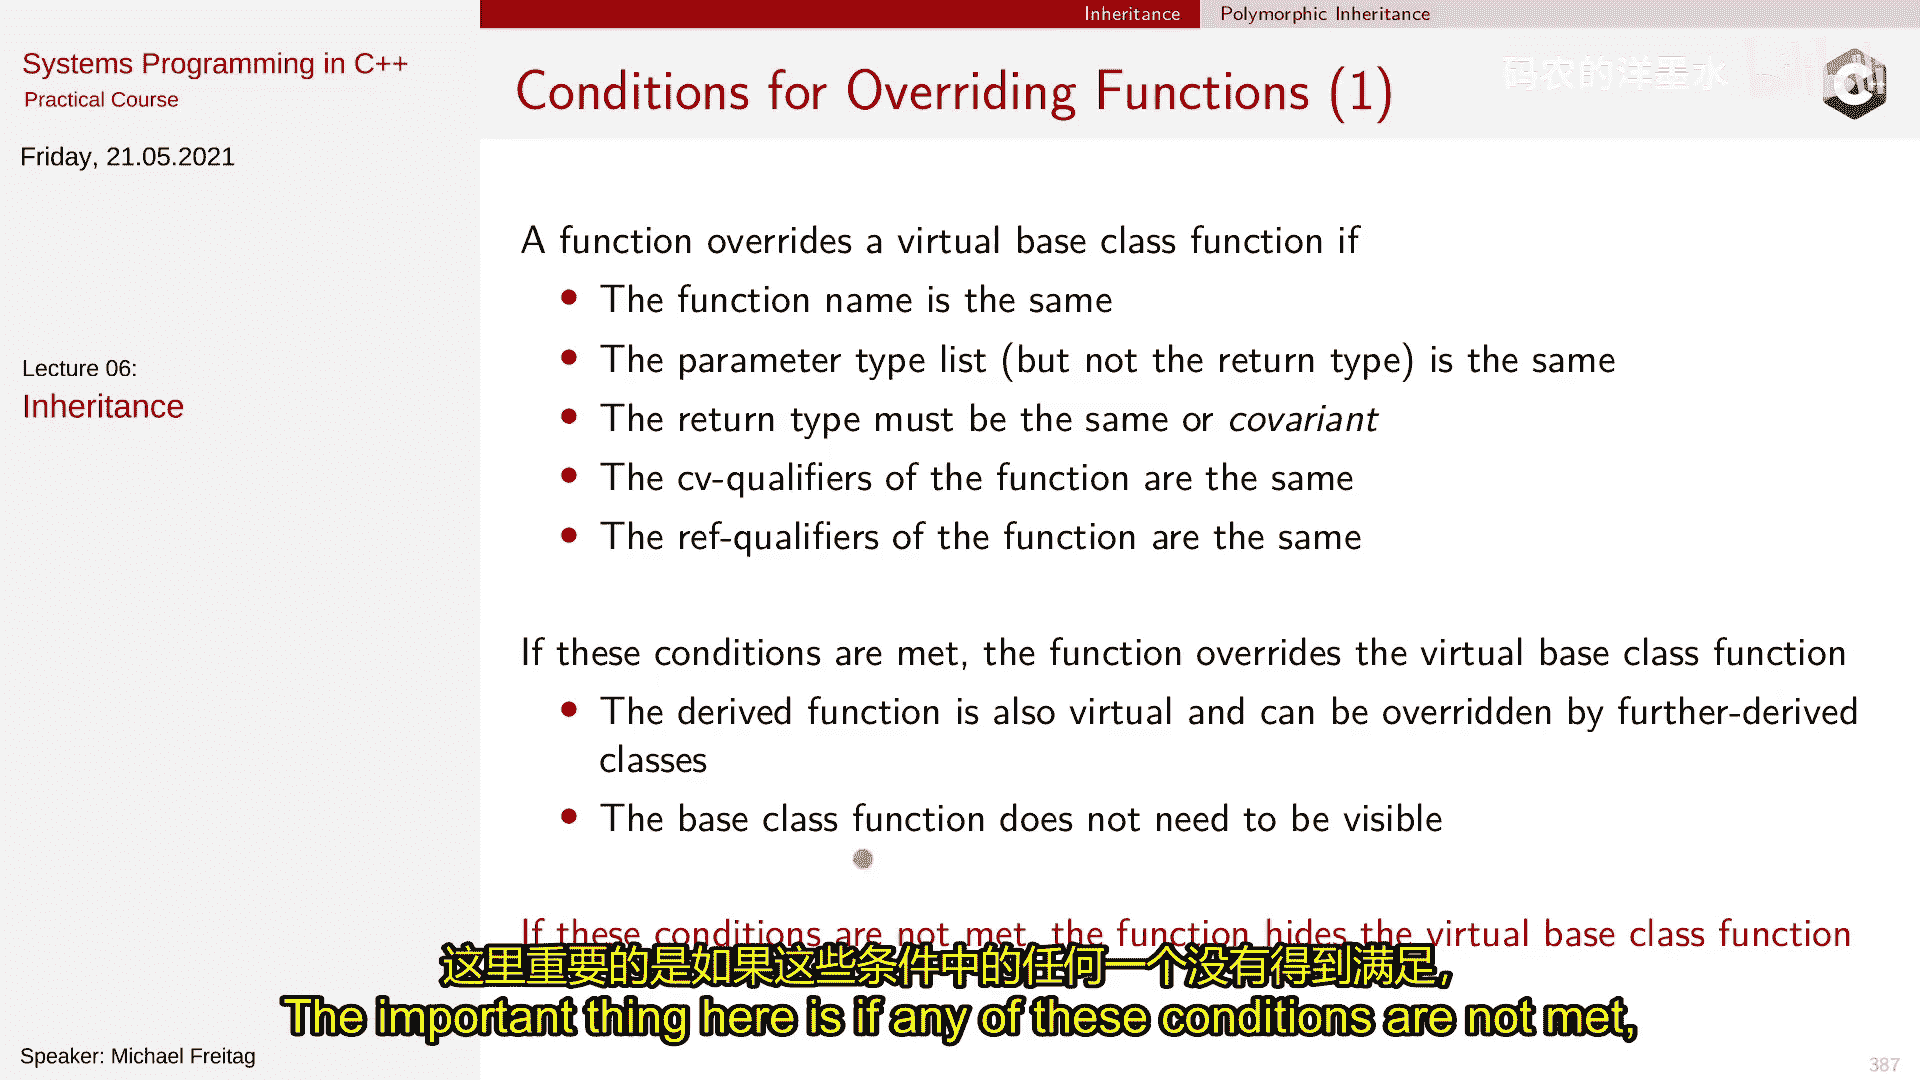 Inheritance Polymorphic Inheritance
Systems Programming in C++
Practical Course
Friday, 21.05.2021
Lecture 06:
Inheritance
Conditions for Overriding Functions (1)
码农的洋墨水
A function overrides a virtual base class function if
• The function name is the same
• The parameter type list (but not the return type) is the same
• The return type must be the same or covariant
• The cv-qualifiers of the function are the same
• The ref-qualifiers of the function are the same
If these conditions are met, the function overrides the virtual base class function
• The derived function is also virtual and can be overridden by further-derived
classes
• The base class function does not need to be visible
If these conditions are not met, the function hides the virtual base class function
这里重要的是如果这些条件中的任何一个没有得到满足，
The important thing here is if any of these conditions are not met,
Speaker: Michael Freitag
387